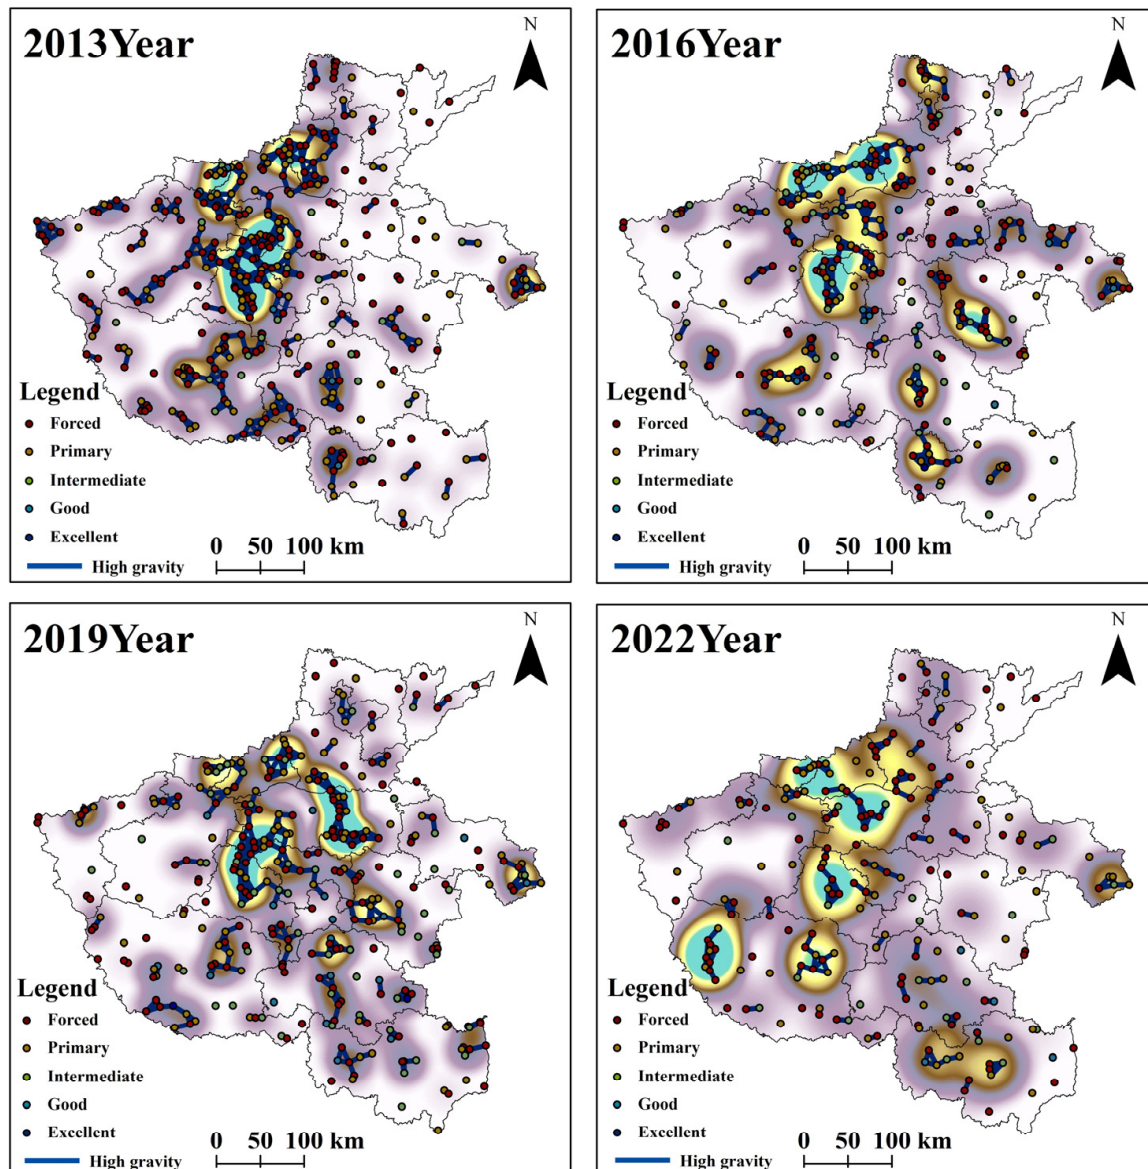 2013Year
N
Legend
Forced
Primary
Intermediate
Good
Excellent
High gravity
0 50 100 km
2016Year
N
Legend
Forced
Primary
Intermediate
Good
Excellent
High gravity
0 50 100 km
2019Year
N
Legend
Forced
Primary
Intermediate
Good
Excellent
High gravity
0 50 100 km
2022Year
N
Legend
Forced
Primary
Intermediate
Good
Excellent
High gravity
0 50 100 km